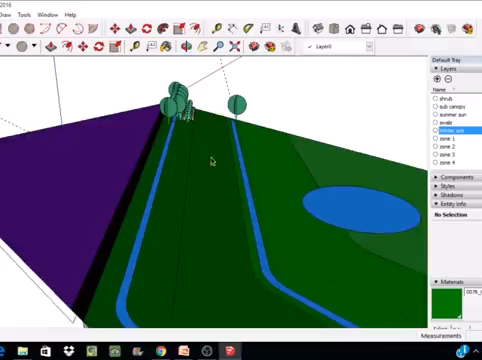 2016
Draw Tools Window Help
Layer0
Default Tray
Layers
Name
shrub
sub canopy
summer sun
swale
Winter sun
zone 1
zone 2
zone 3
zone 4
Components
Styles
Shadows
Entity Info
No Selection
Materials
Measurements